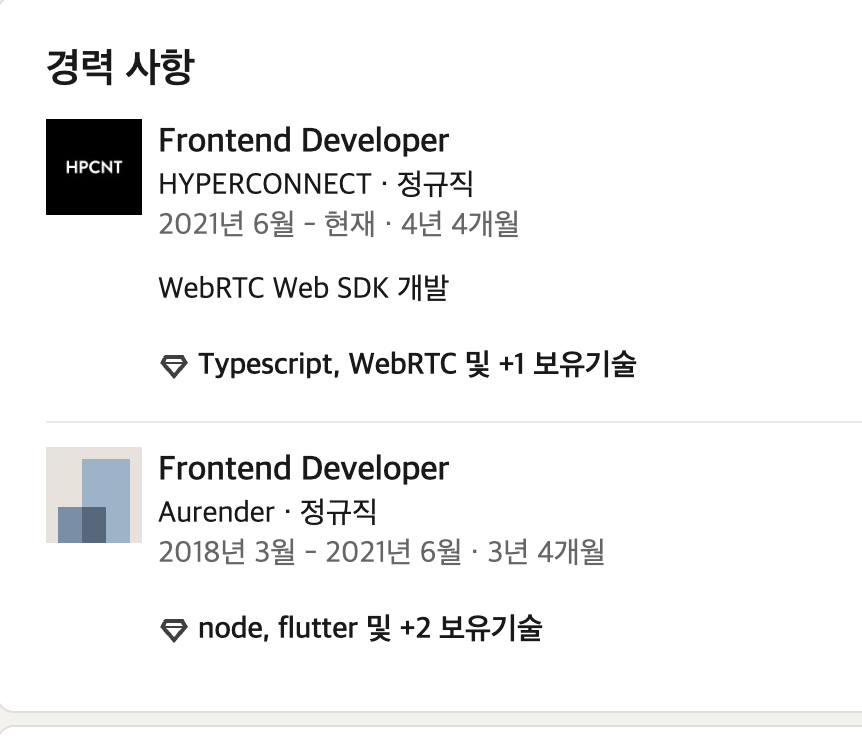 경력 사항
HPCNT
Frontend Developer
HYPERCONNECT · 정규직
2021년 6월 - 현재 · 4년 4개월
WebRTC Web SDK 개발
Typescript, WebRTC 및 +1 보유기술
Frontend Developer
Aurender · 정규직
2018년 3월 - 2021년 6월 · 3년 4개월
node, flutter 및 +2 보유기술